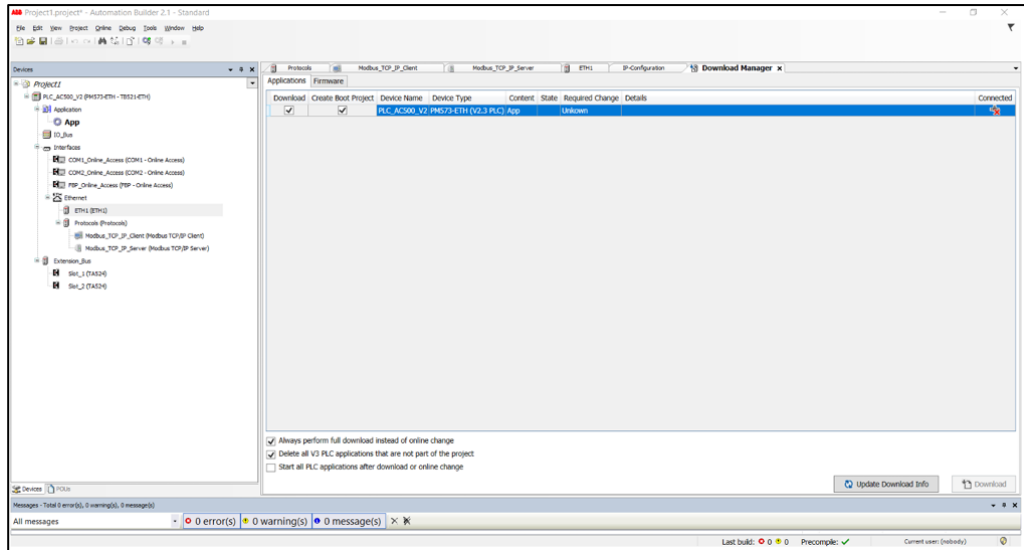 ABB Project1.project* - Automation Builder 2.1 - Standard
File Edit View Project Online Debug Tools Window Help
Devices
Project1
PLC_AC500_V2 (PM573-ETH - TB521-ETH)
Application
App
IO_Bus
Interfaces
COM1_Online_Access (COM1 - Online Access)
COM2_Online_Access (COM2 - Online Access)
FBP_Online_Access (FBP - Online Access)
Ethernet
ETH1 (ETH1)
Protocols (Protocols)
Modbus_TCP_IP_Client (Modbus TCP/IP Client)
Modbus_TCP_IP_Server (Modbus TCP/IP Server)
Extension_Bus
Slot_1 (TA524)
Slot_2 (TA524)
Devices POUs
Protocols Modbus_TCP_IP_Client Modbus_TCP_IP_Server ETH1 IP-Configuration Download Manager
Applications Firmware
Download Create Boot Project Device Name Device Type Content State Required Change Details Connected
PLC_AC500_V2 PM573-ETH (V2.3 PLC) App Unkown
Always perform full download instead of online change
Delete all V3 PLC applications that are not part of the project
Start all PLC applications after download or online change
Update Download Info Download
Messages - Total 0 error(s), 0 warning(s), 0 message(s)
All messages 0 error(s) 0 warning(s) 0 message(s)
Last build: 0 0 Precompile: Current user: (nobody)